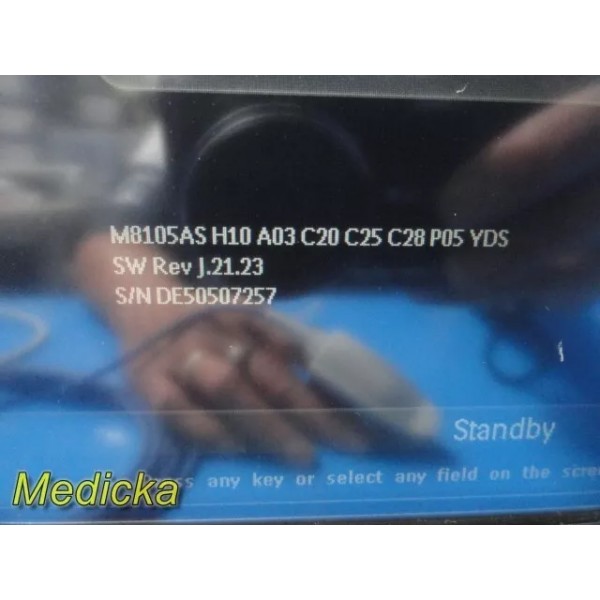 M8105AS H10 A03 C20 C25 C28 P05 YDS
SW Rev J.21.23
S/N DE50507257
Standby
any key or select any field on the
Medicka